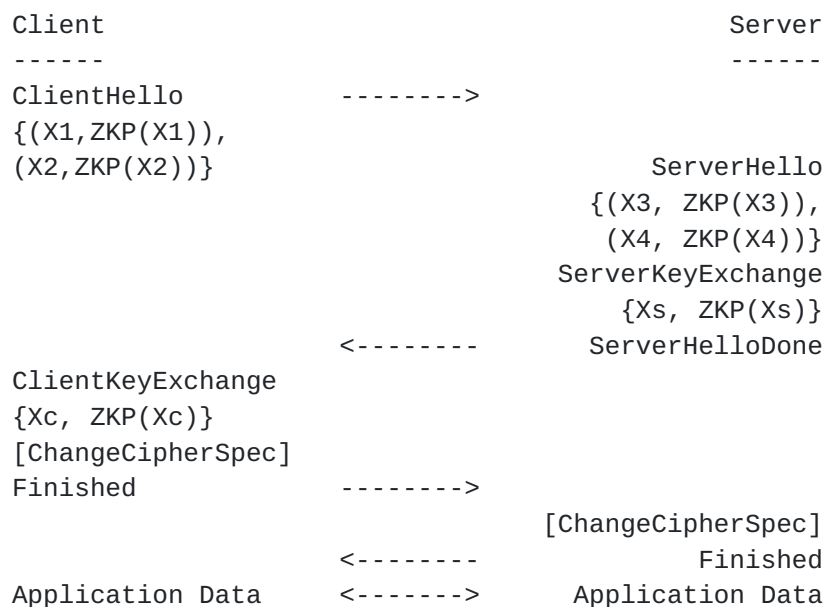 Client                                   Server
------                                   ------
ClientHello         -------->
{(X1,ZKP(X1)),
(X2,ZKP(X2))}                       ServerHello
                                {(X3, ZKP(X3)),
                                 (X4, ZKP(X4))}
                              ServerKeyExchange
                                  {Xs, ZKP(Xs)}
                    <--------   ServerHelloDone
ClientKeyExchange
{Xc, ZKP(Xc)}
[ChangeCipherSpec]
Finished            -------->
                             [ChangeCipherSpec]
                    <--------          Finished
Application Data    <------->  Application Data